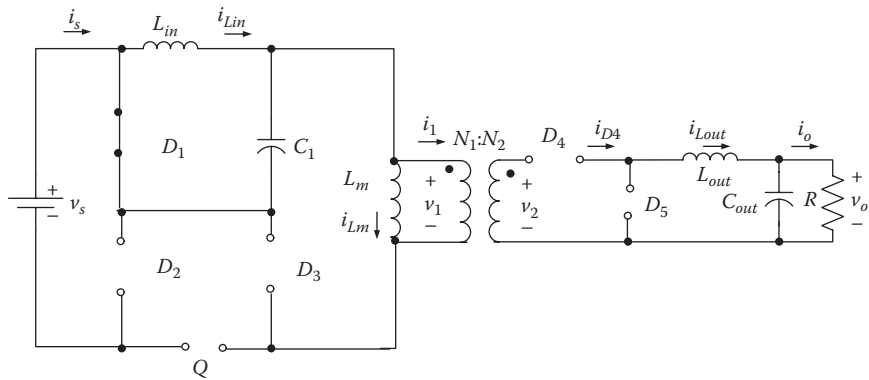 i_s
L_in
i_Lin
D_1
C_1
+
−
v_s
D_2
D_3
Q
L_m
i_Lm
i_1
N_1:N_2
+
v_1
−
+
v_2
−
D_4
i_D4
D_5
i_Lout
L_out
C_out
i_o
R
+
v_o
−